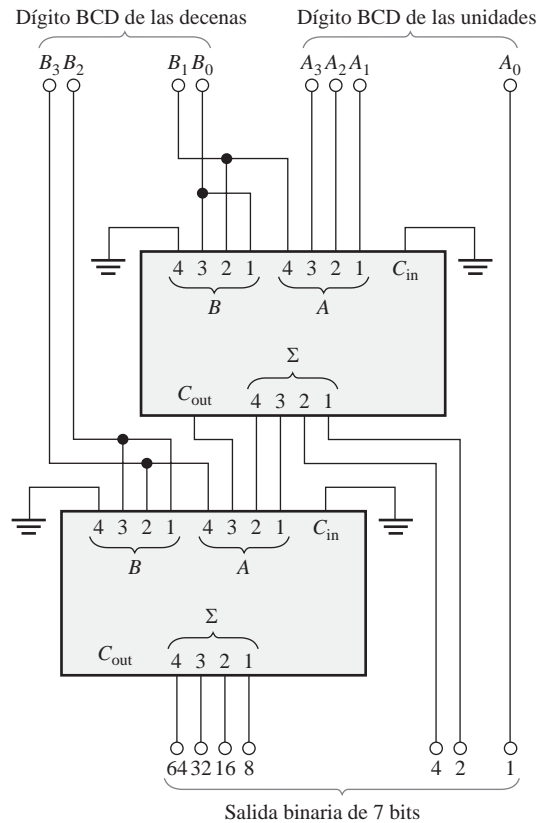 Dígito BCD de las decenas Dígito BCD de las unidades
B3 B2 B1 B0 A3 A2 A1 A0
4 3 2 1 4 3 2 1 Cin
B A
Σ
Cout 4 3 2 1
4 3 2 1 4 3 2 1 Cin
B A
Σ
Cout 4 3 2 1
64 32 16 8 4 2 1
Salida binaria de 7 bits